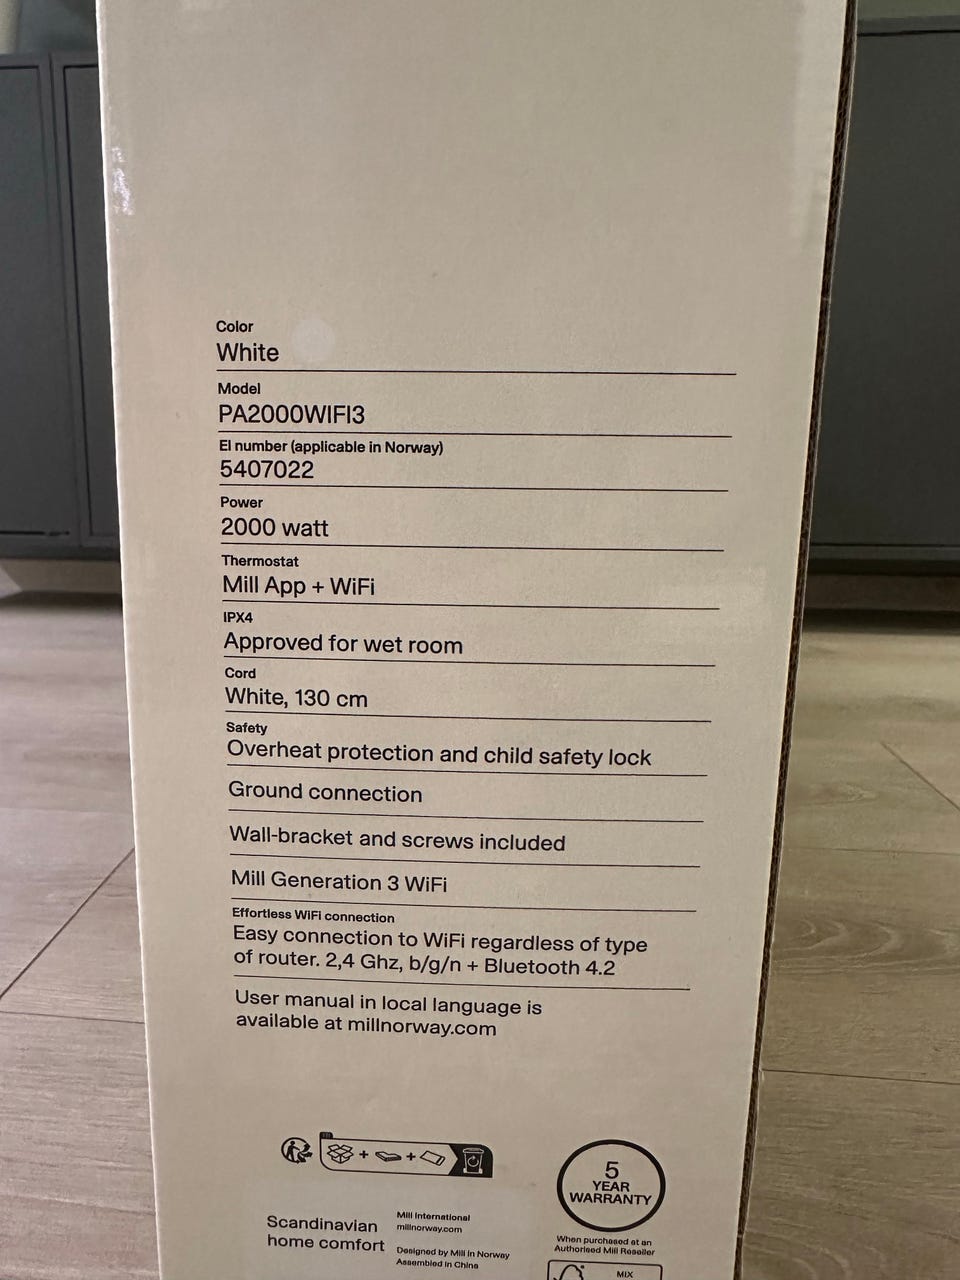 Color
White
Model
PA2000WIFI3
El number (applicable in Norway)
5407022
Power
2000 watt
Thermostat
Mill App + WiFi
IPX4
Approved for wet room
Cord
White, 130 cm
Safety
Overheat protection and child safety lock
Ground connection
Wall-bracket and screws included
Mill Generation 3 WiFi
Effortless WiFi connection
Easy connection to WiFi regardless of type
of router. 2,4 Ghz, b/g/n + Bluetooth 4.2
User manual in local language is
available at millnorway.com
+
+
5
YEAR
WARRANTY
When purchased at an
Authorised Mill Reseller
Scandinavian
home comfort
Mill International
millnorway.com
Designed by Mill in Norway
Assembled in China
MIX